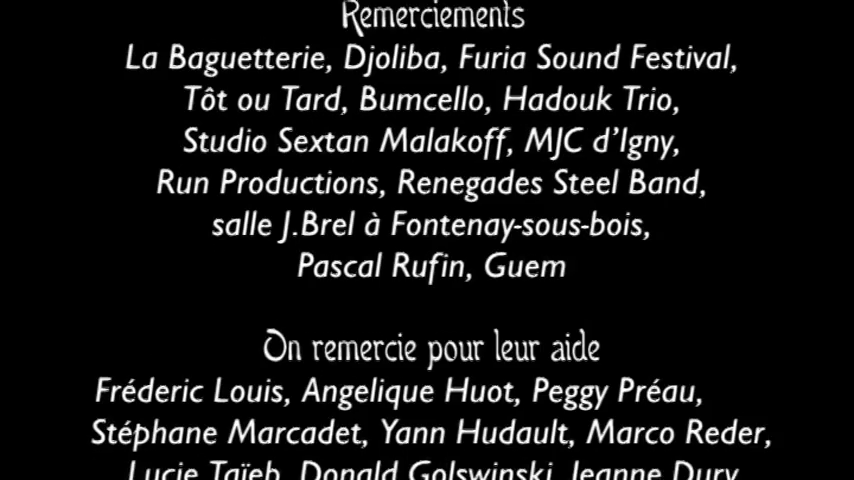 Remerciements
La Baguetterie, Djoliba, Furia Sound Festival,
Tôt ou Tard, Bumcello, Hadouk Trio,
Studio Sextan Malakoff, MJC d'Igny,
Run Productions, Renegades Steel Band,
salle J.Brel à Fontenay-sous-bois,
Pascal Rufin, Guem
On remercie pour leur aide
Fréderic Louis, Angelique Huot, Peggy Préau,
Stéphane Marcadet, Yann Hudault, Marco Reder,
Lucie Taïeb, Donald Golswinski, Jeanne Dury